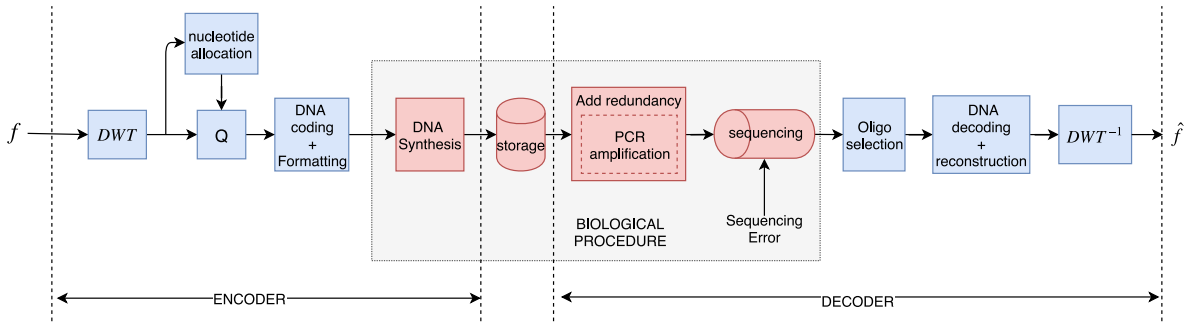 nucleotide
allocation
f
DWT
Q
DNA
coding
+
Formatting
DNA
Synthesis
storage
Add redundancy
PCR
amplification
sequencing
Oligo
selection
DNA
decoding
+
reconstruction
DWT⁻¹
f̂
Sequencing
Error
BIOLOGICAL
PROCEDURE
ENCODER
DECODER